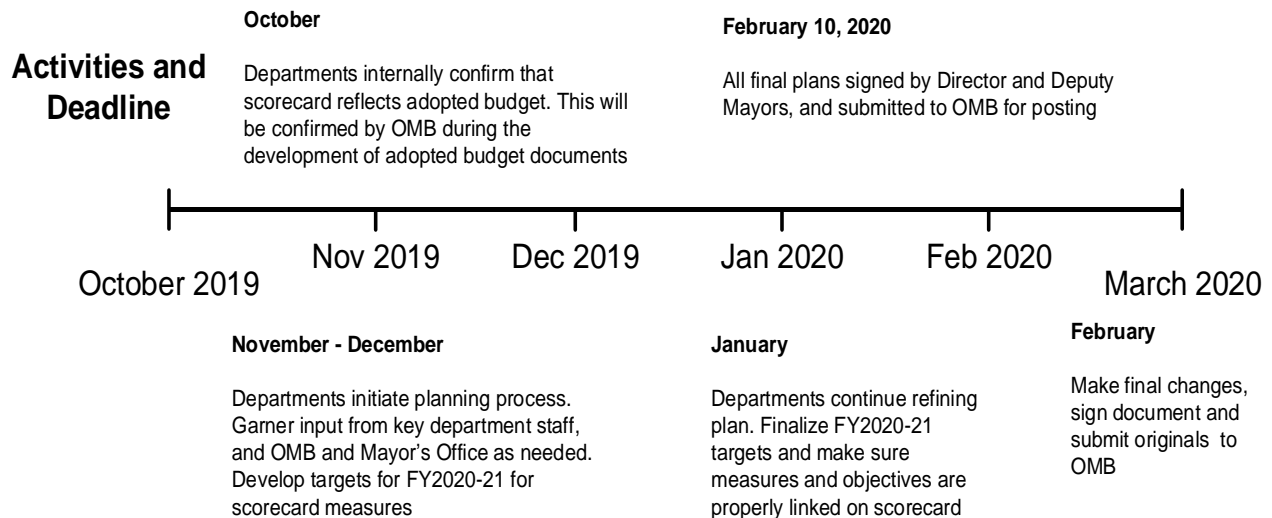 Activities and
Deadline
October
Departments internally confirm that
scorecard reflects adopted budget. This will
be confirmed by OMB during the
development of adopted budget documents
February 10, 2020
All final plans signed by Director and Deputy
Mayors, and submitted to OMB for posting
October 2019
Nov 2019
Dec 2019
Jan 2020
Feb 2020
March 2020
November - December
Departments initiate planning process.
Garner input from key department staff,
and OMB and Mayor’s Office as needed.
Develop targets for FY2020-21 for
scorecard measures
January
Departments continue refining
plan. Finalize FY2020-21
targets and make sure
measures and objectives are
properly linked on scorecard
February
Make final changes,
sign document and
submit originals to
OMB